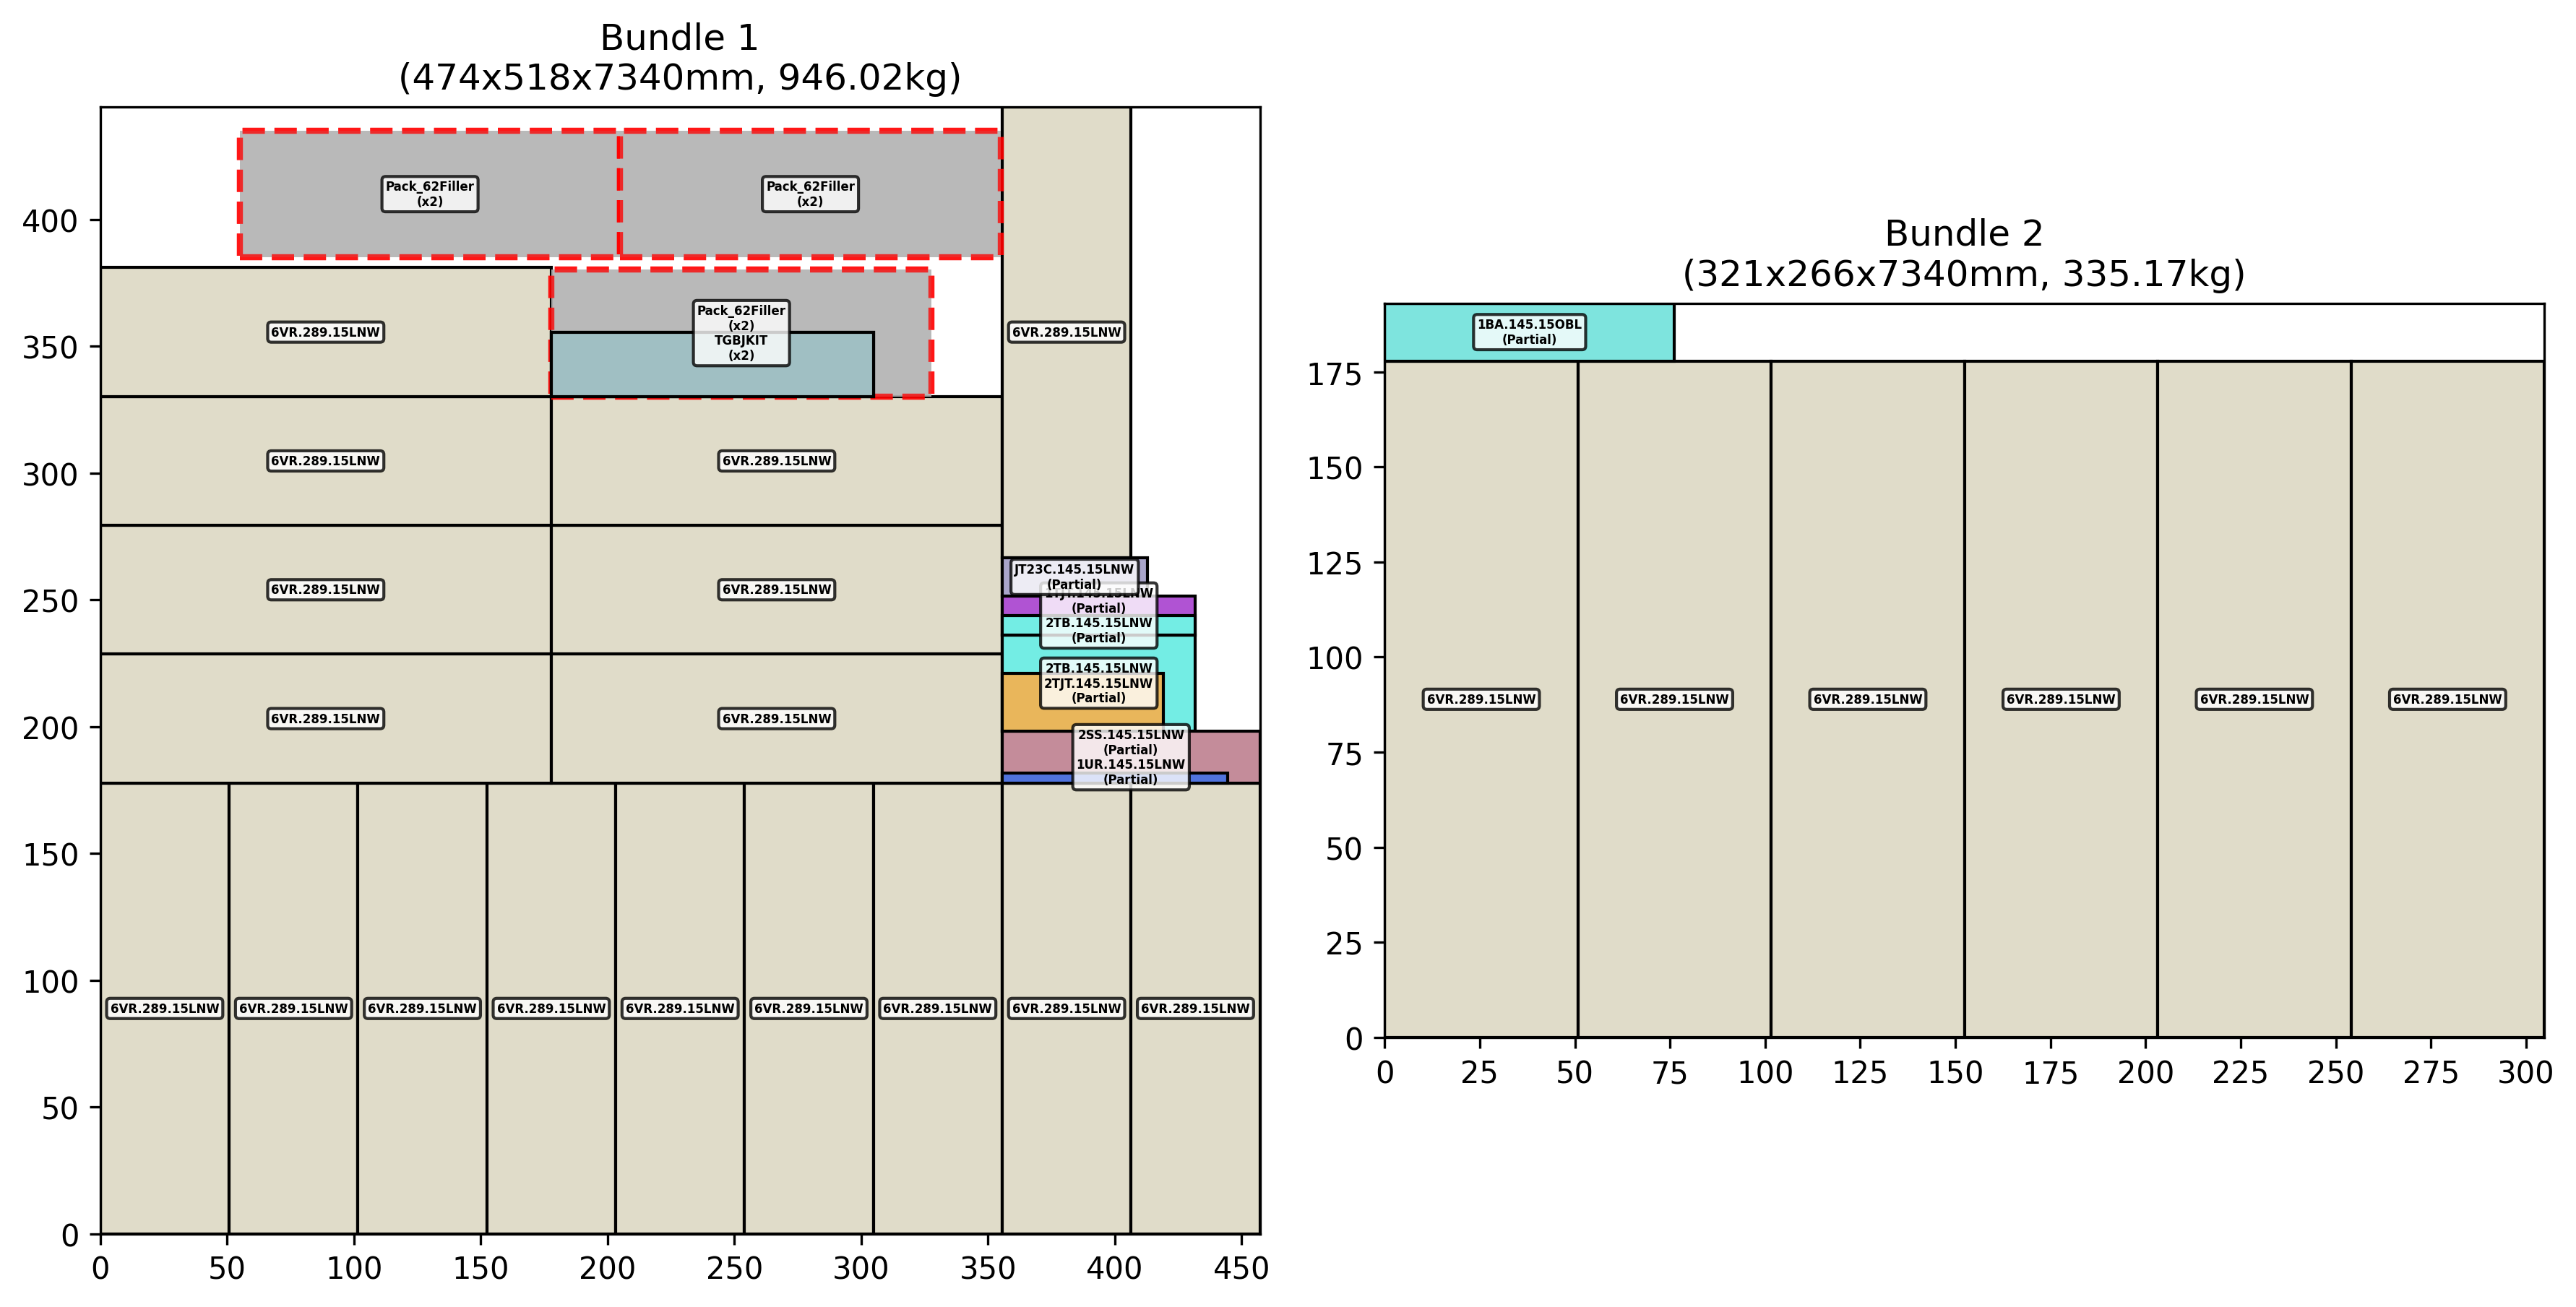 Bundle 1
(474x518x7340mm, 946.02kg)
Pack_62Filler
(x2)
Pack_62Filler
(x2)
400
6VR.289.15LNW
Pack_62Filler
(x2)
TGBJKIT
(x2)
6VR.289.15LNW
350
6VR.289.15LNW
6VR.289.15LNW
300
6VR.289.15LNW
6VR.289.15LNW
JT23C.145.15LNW
(Partial)
(Partial)
250
2TB.145.15LNW
(Partial)
2TB.145.15LNW
2TJT.145.15LNW
(Partial)
6VR.289.15LNW
6VR.289.15LNW
200
2SS.145.15LNW
(Partial)
1UR.145.15LNW
(Partial)
150
100
6VR.289.15LNW
6VR.289.15LNW
6VR.289.15LNW
6VR.289.15LNW
6VR.289.15LNW
6VR.289.15LNW
6VR.289.15LNW
6VR.289.15LNW
6VR.289.15LNW
50
0
0 50 100 150 200 250 300 350 400 450
Bundle 2
(321x266x7340mm, 335.17kg)
1BA.145.15OBL
(Partial)
175
150
125
100
6VR.289.15LNW
6VR.289.15LNW
6VR.289.15LNW
6VR.289.15LNW
6VR.289.15LNW
6VR.289.15LNW
75
50
25
0
0 25 50 75 100 125 150 175 200 225 250 275 300